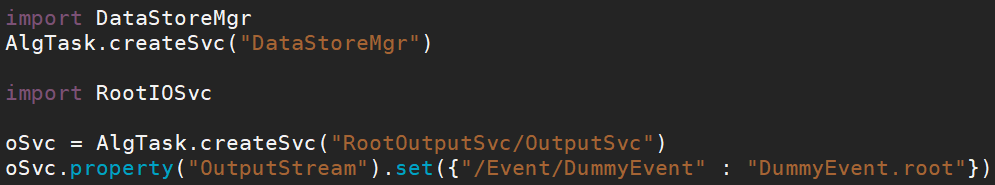 import DataStoreMgr
AlgTask.createSvc("DataStoreMgr")
import RootIOSvc
oSvc = AlgTask.createSvc("RootOutputSvc/OutputSvc")
oSvc.property("OutputStream").set({"/Event/DummyEvent" : "DummyEvent.root"})